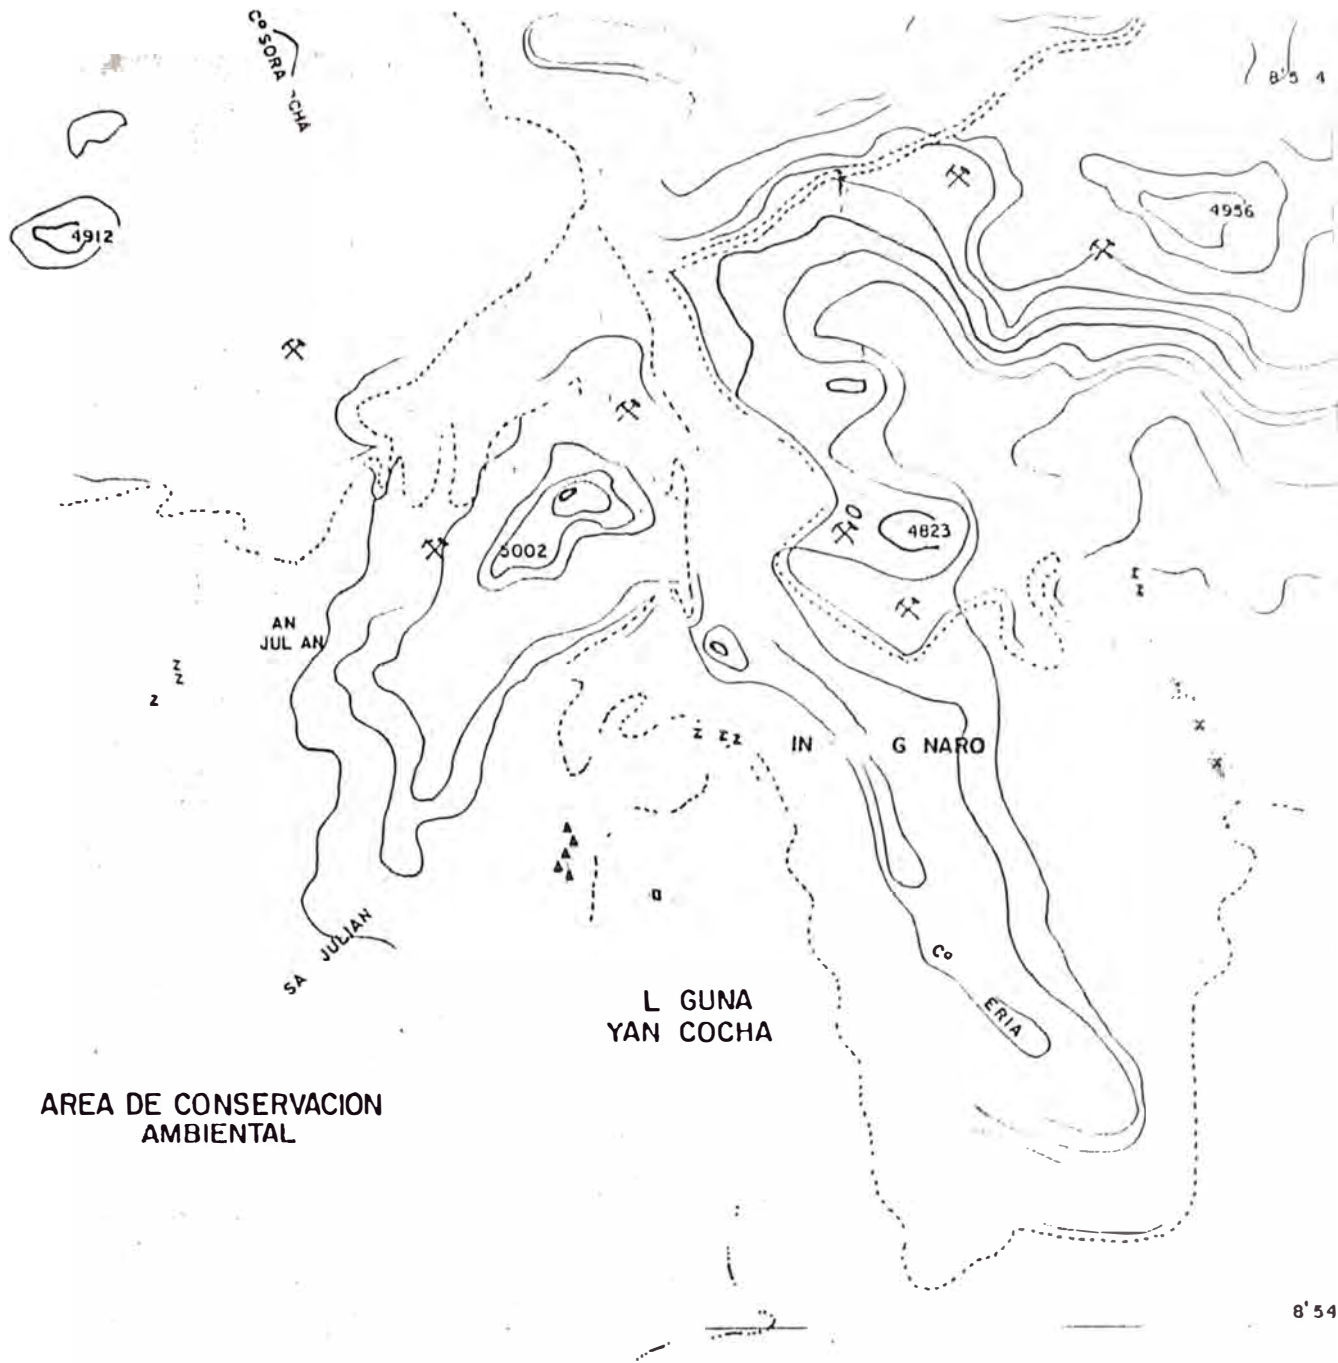 Co SORA CHA
8'5 4
4956
4912
4823
5002
AN
JUL AN
IN G NARO
SA JULIAN
Co
ERIA
L GUNA
YAN COCHA
AREA DE CONSERVACION
AMBIENTAL
8'54